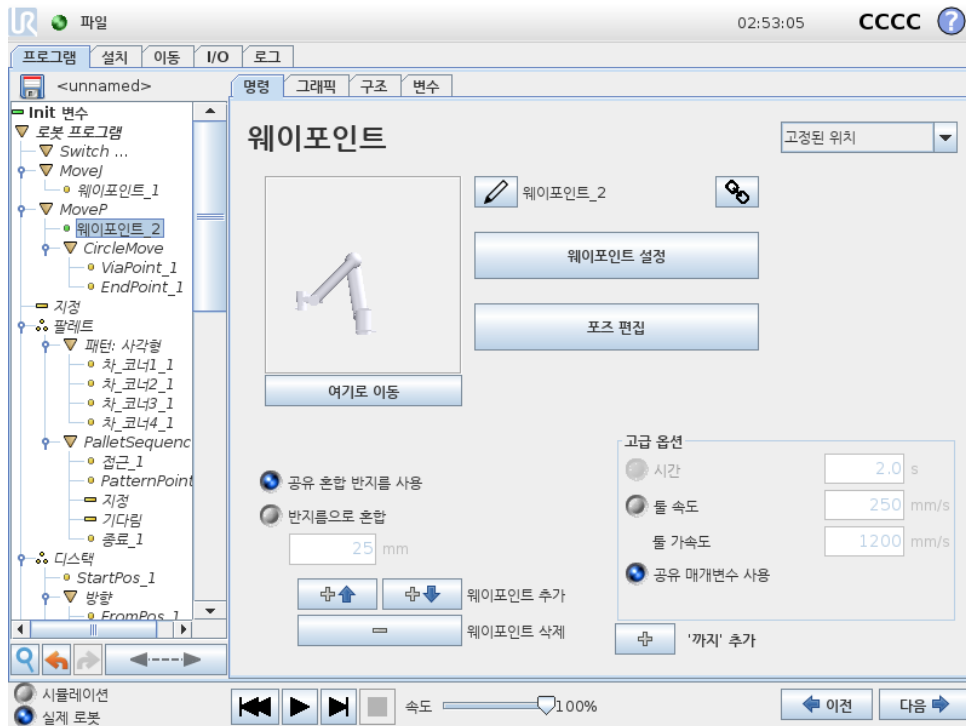 UR 파일 02:53:05 CCCC ?
프로그램 설치 이동 I/O 로그
<unnamed> 명령 그래픽 구조 변수
Init 변수
로봇 프로그램
Switch ...
MoveJ
웨이포인트_1
MoveP
웨이포인트_2
CircleMove
ViaPoint_1
EndPoint_1
지정
팔레트
패턴: 사각형
차_코너1_1
차_코너2_1
차_코너3_1
차_코너4_1
PalletSequenc
접근_1
PatternPoint
지정
기다림
종료_1
디스택
StartPos_1
방향
FromPos_1
웨이포인트
고정된 위치
웨이포인트_2
웨이포인트 설정
포즈 편집
여기로 이동
공유 혼합 반지름 사용
반지름으로 혼합
25 mm
웨이포인트 추가
웨이포인트 삭제
고급 옵션
시간 2.0 s
툴 속도 250 mm/s
툴 가속도 1200 mm/s
공유 매개변수 사용
'까지' 추가
시뮬레이션
실제 로봇
속도 100%
이전 다음